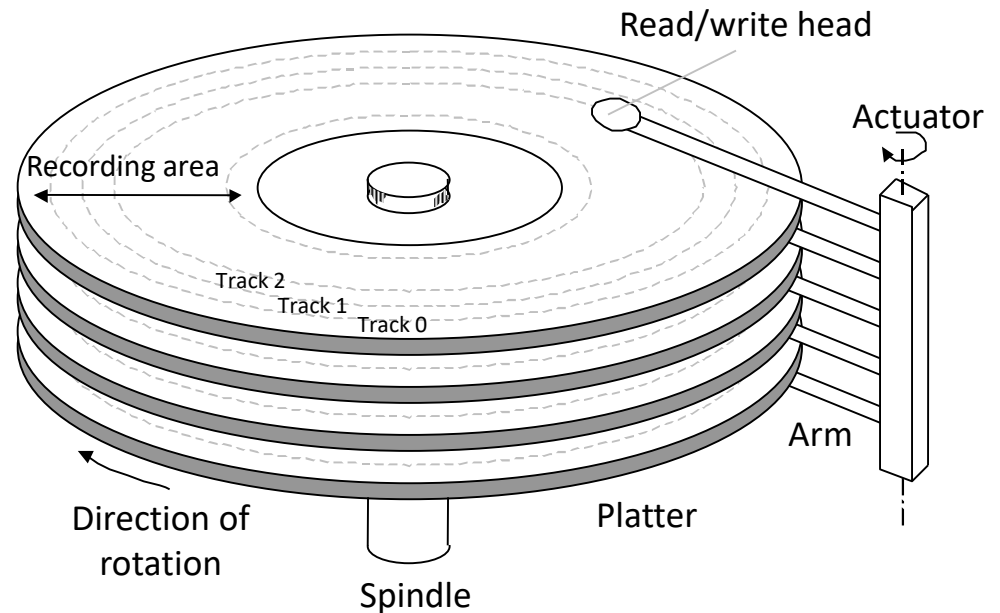 Read/write head
Actuator
Recording area
Track 2
Track 1
Track 0
Arm
Platter
Direction of
rotation
Spindle